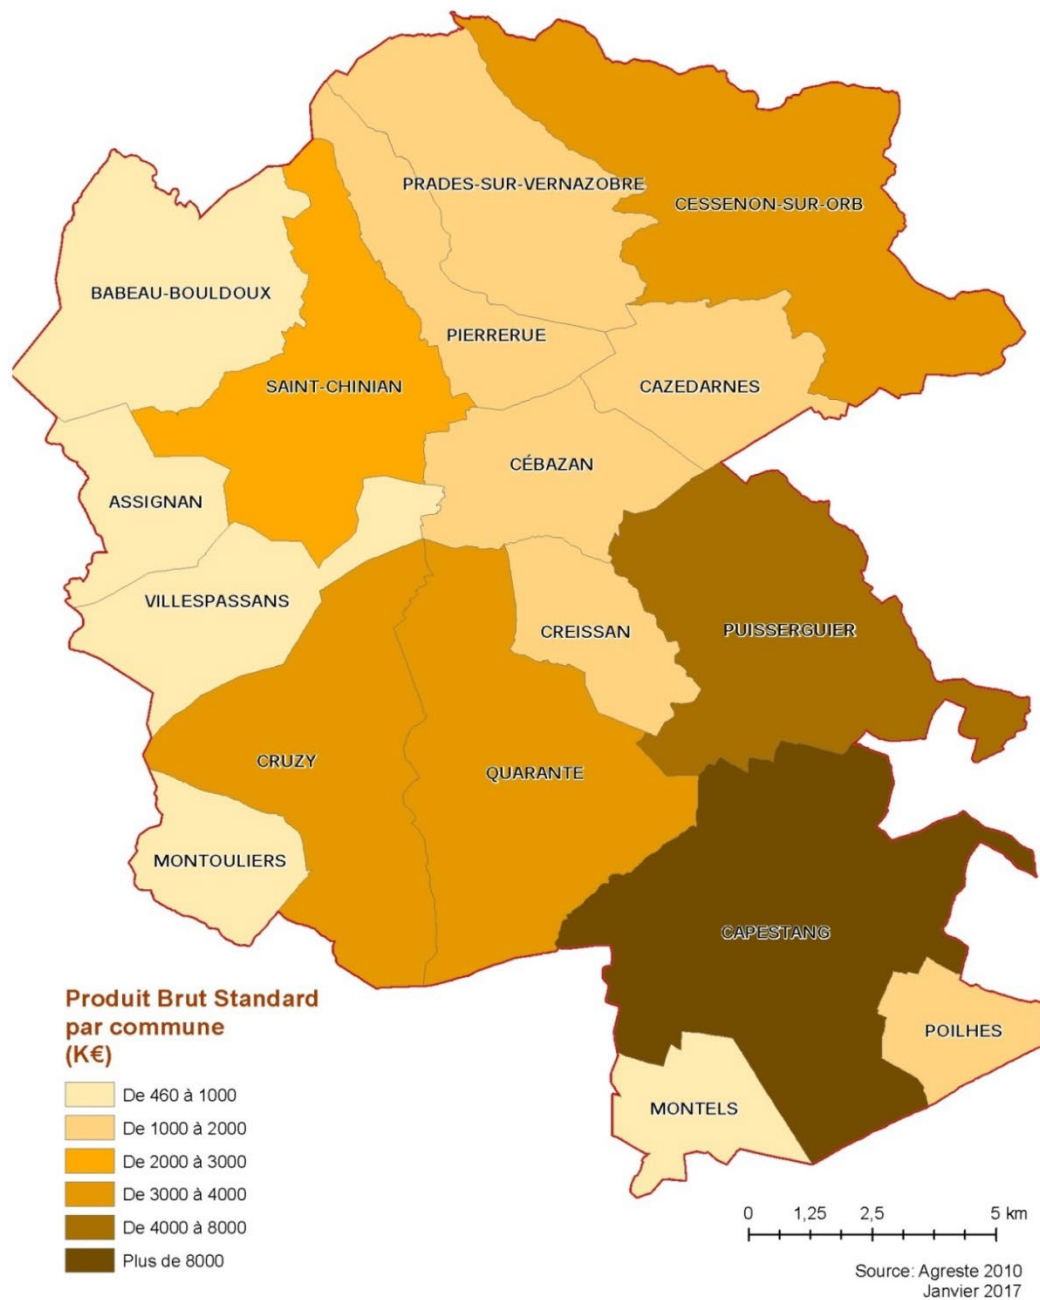 PRADES-SUR-VERNAZOBRE
CESSENON-SUR-ORB
BABEAU-BOULDOUX
PIERRERUE
SAINT-CHINIAN
CAZEDARNES
CÉBAZAN
ASSIGNAN
VILLESPASSANS
CREISSAN
PUISSERGUIER
CRUZY
QUARANTE
MONTOULIERS
CAPESTANG
POILHES
MONTELS
Produit Brut Standard
par commune
(K€)
De 460 à 1000
De 1000 à 2000
De 2000 à 3000
De 3000 à 4000
De 4000 à 8000
Plus de 8000
0 1,25 2,5 5 km
Source: Agreste 2010
Janvier 2017